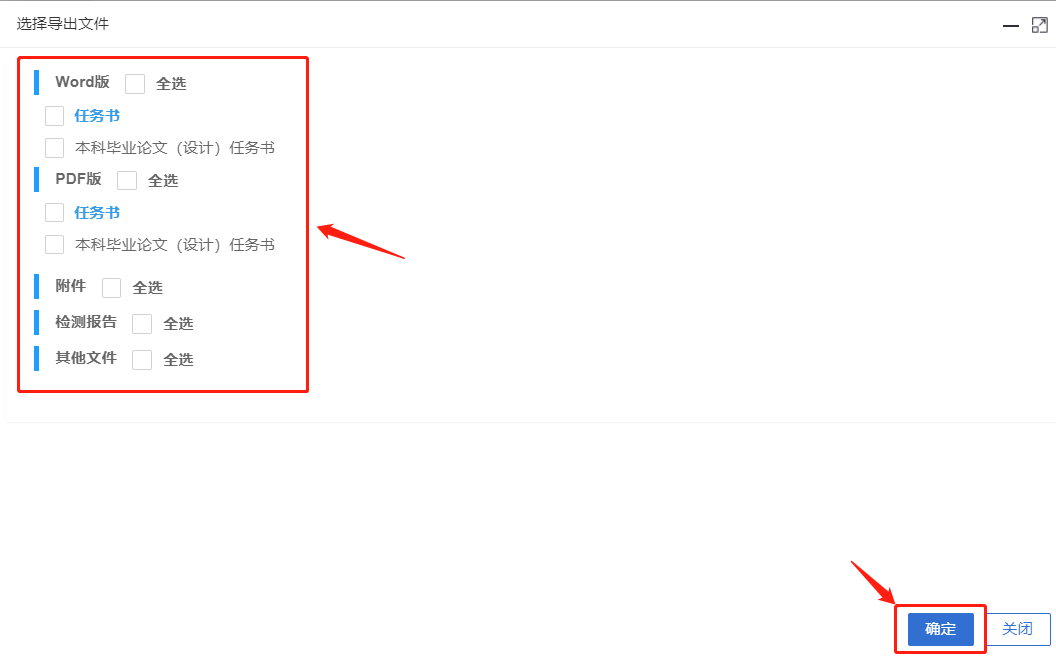 选择导出文件
Word版 全选
任务书
本科毕业论文（设计）任务书
PDF版 全选
任务书
本科毕业论文（设计）任务书
附件 全选
检测报告 全选
其他文件 全选
确定 关闭